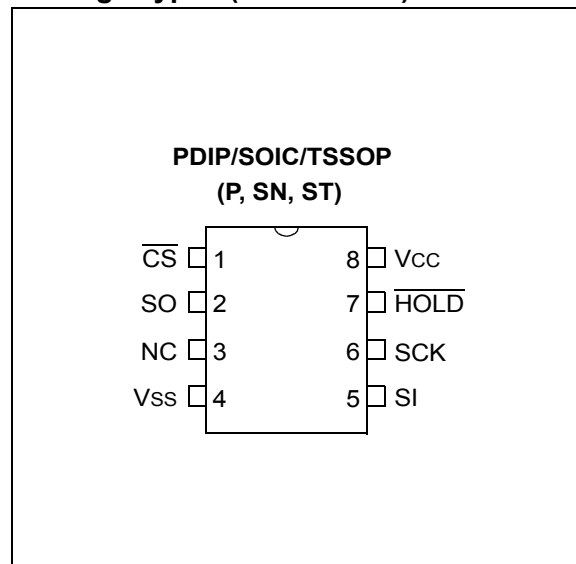 PDIP/SOIC/TSSOP
(P, SN, ST)
CS 1 8 VCC
SO 2 7 HOLD
NC 3 6 SCK
VSS 4 5 SI